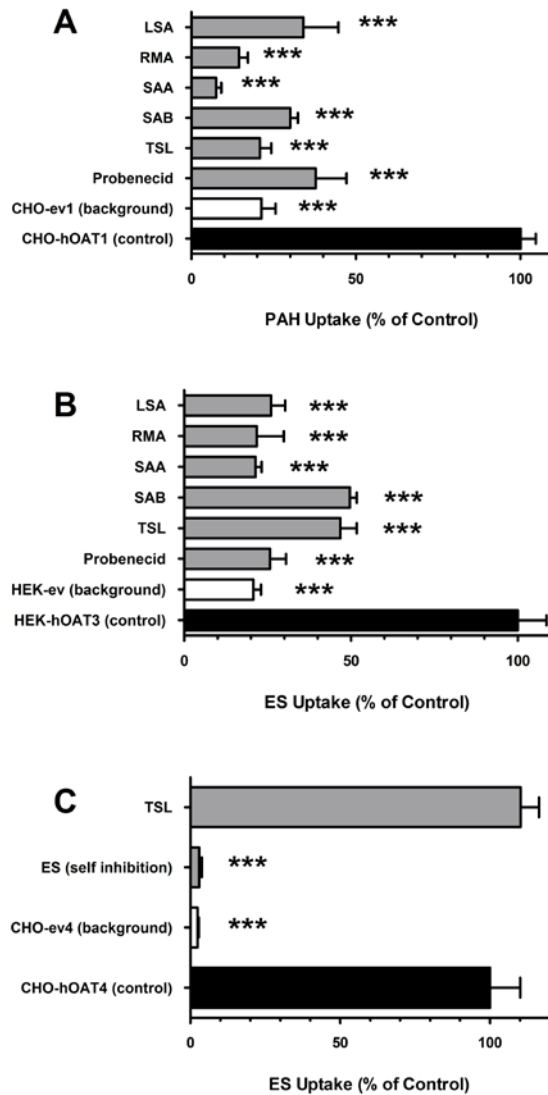 A
LSA ***
RMA ***
SAA ***
SAB ***
TSL ***
Probenecid ***
CHO-ev1 (background) ***
CHO-hOAT1 (control)
0 50 100
PAH Uptake (% of Control)
B
LSA ***
RMA ***
SAA ***
SAB ***
TSL ***
Probenecid ***
HEK-ev (background) ***
HEK-hOAT3 (control)
0 50 100
ES Uptake (% of Control)
C
TSL
ES (self inhibition) ***
CHO-ev4 (background) ***
CHO-hOAT4 (control)
0 50 100
ES Uptake (% of Control)